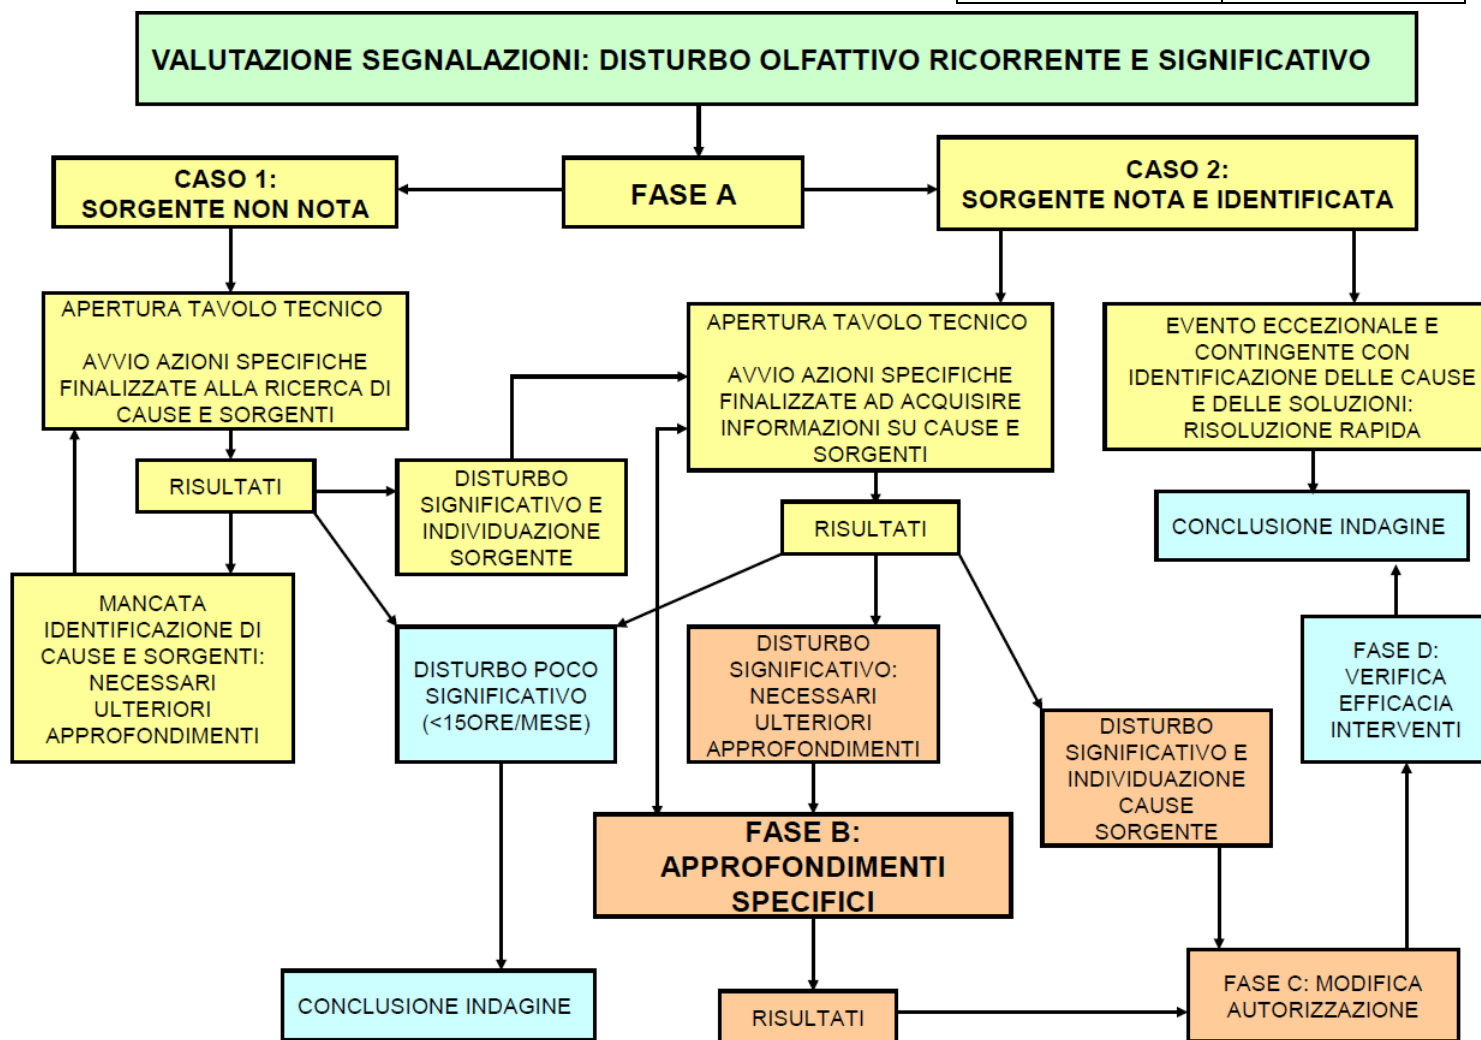 VALUTAZIONE SEGNALAZIONI: DISTURBO OLFATTIVO RICORRENTE E SIGNIFICATIVO
CASO 1:
SORGENTE NON NOTA
FASE A
CASO 2:
SORGENTE NOTA E IDENTIFICATA
APERTURA TAVOLO TECNICO
AVVIO AZIONI SPECIFICHE
FINALIZZATE ALLA RICERCA DI
CAUSE E SORGENTI
APERTURA TAVOLO TECNICO
AVVIO AZIONI SPECIFICHE
FINALIZZATE AD ACQUISIRE
INFORMAZIONI SU CAUSE E
SORGENTI
EVENTO ECCEZIONALE E
CONTINGENTE CON
IDENTIFICAZIONE DELLE CAUSE
E DELLE SOLUZIONI:
RISOLUZIONE RAPIDA
RISULTATI
DISTURBO
SIGNIFICATIVO E
INDIVIDUAZIONE
SORGENTE
RISULTATI
CONCLUSIONE INDAGINE
MANCATA
IDENTIFICAZIONE DI
CAUSE E SORGENTI:
NECESSARI
ULTERIORI
APPROFONDIMENTI
DISTURBO POCO
SIGNIFICATIVO
(<15ORE/MESE)
DISTURBO
SIGNIFICATIVO:
NECESSARI
ULTERIORI
APPROFONDIMENTI
DISTURBO
SIGNIFICATIVO E
INDIVIDUAZIONE
CAUSE
SORGENTE
FASE D:
VERIFICA
EFFICACIA
INTERVENTI
FASE B:
APPROFONDIMENTI
SPECIFICI
CONCLUSIONE INDAGINE
RISULTATI
FASE C: MODIFICA
AUTORIZZAZIONE